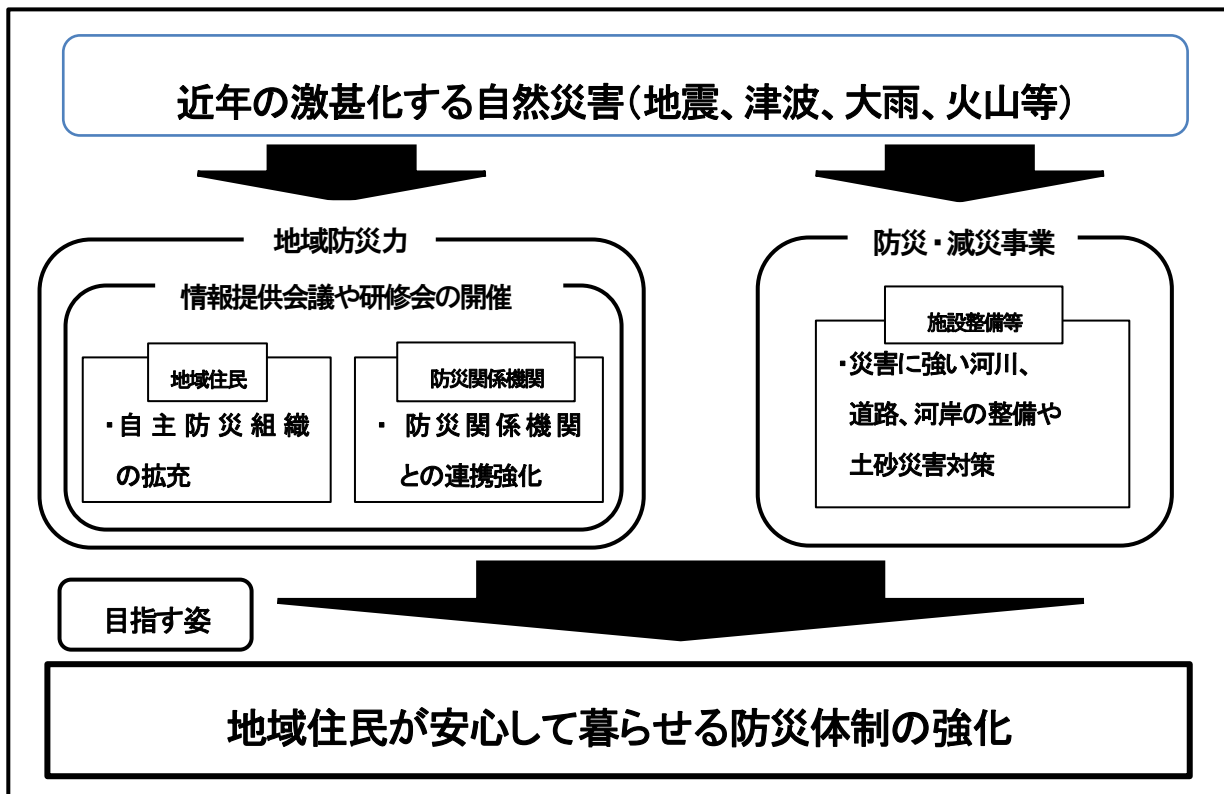 近年の激甚化する自然災害（地震、津波、大雨、火山等）
地域防災力
情報提供会議や研修会の開催
地域住民
・自主防災組織
の拡充
防災関係機関
・防災関係機関
との連携強化
防災・減災事業
施設整備等
・災害に強い河川、
道路、河岸の整備や
土砂災害対策
目指す姿
地域住民が安心して暮らせる防災体制の強化